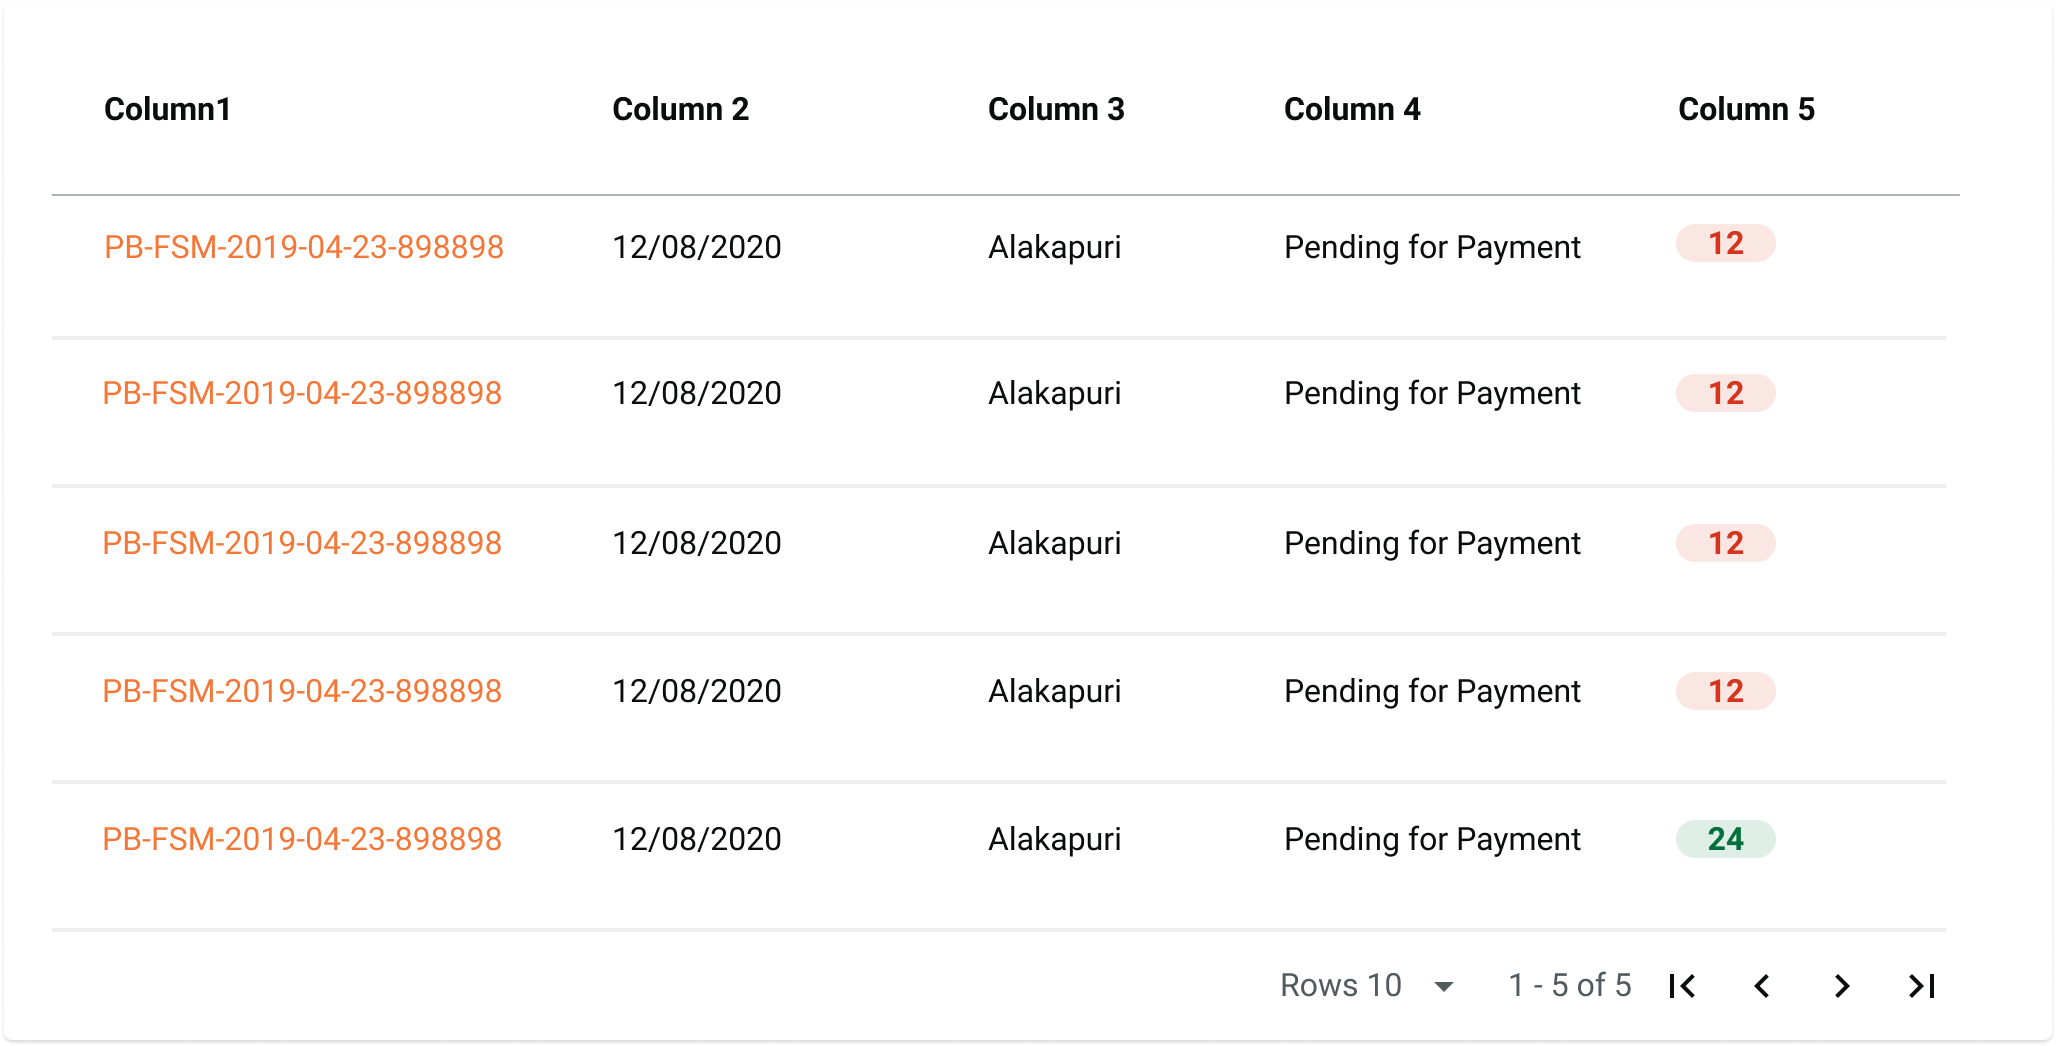 Column1 Column 2 Column 3 Column 4 Column 5
PB-FSM-2019-04-23-898898 12/08/2020 Alakapuri Pending for Payment 12
PB-FSM-2019-04-23-898898 12/08/2020 Alakapuri Pending for Payment 12
PB-FSM-2019-04-23-898898 12/08/2020 Alakapuri Pending for Payment 12
PB-FSM-2019-04-23-898898 12/08/2020 Alakapuri Pending for Payment 12
PB-FSM-2019-04-23-898898 12/08/2020 Alakapuri Pending for Payment 24
Rows 10 1 - 5 of 5